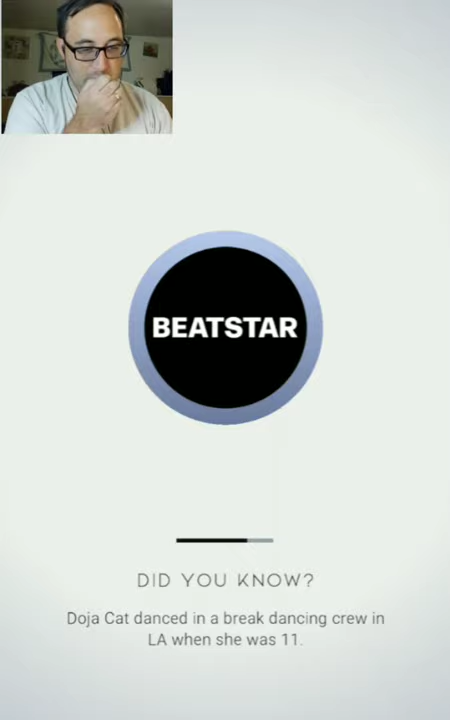 BEATSTAR
DID YOU KNOW?
Doja Cat danced in a break dancing crew in
LA when she was 11.